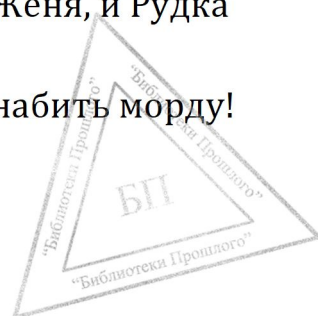 Женя, и Рудка
набить морду!
"Библиотеки Прошлого"
"Библиотеки Прошлого"
БП
"Библиотеки Прошлого"